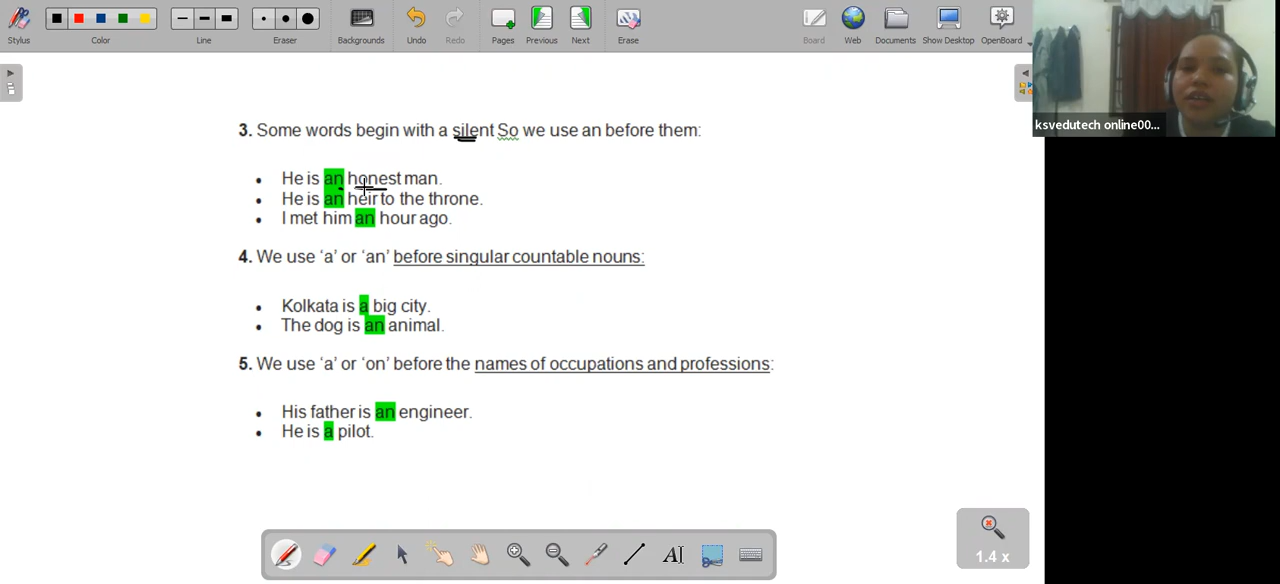 Stylus
Color
Line
Eraser
Backgrounds
Undo
Redo
Pages
Previous
Next
Erase
Board
Web
Documents
Show Desktop
OpenBoard
ksvedutech online00...
3. Some words begin with a silent So we use an before them:
• He is an honest man.
• He is an heir to the throne.
• I met him an hour ago.
4. We use ‘a’ or ‘an’ before singular countable nouns:
• Kolkata is a big city.
• The dog is an animal.
5. We use ‘a’ or ‘on’ before the names of occupations and professions:
• His father is an engineer.
• He is a pilot.
AI
1.4 x